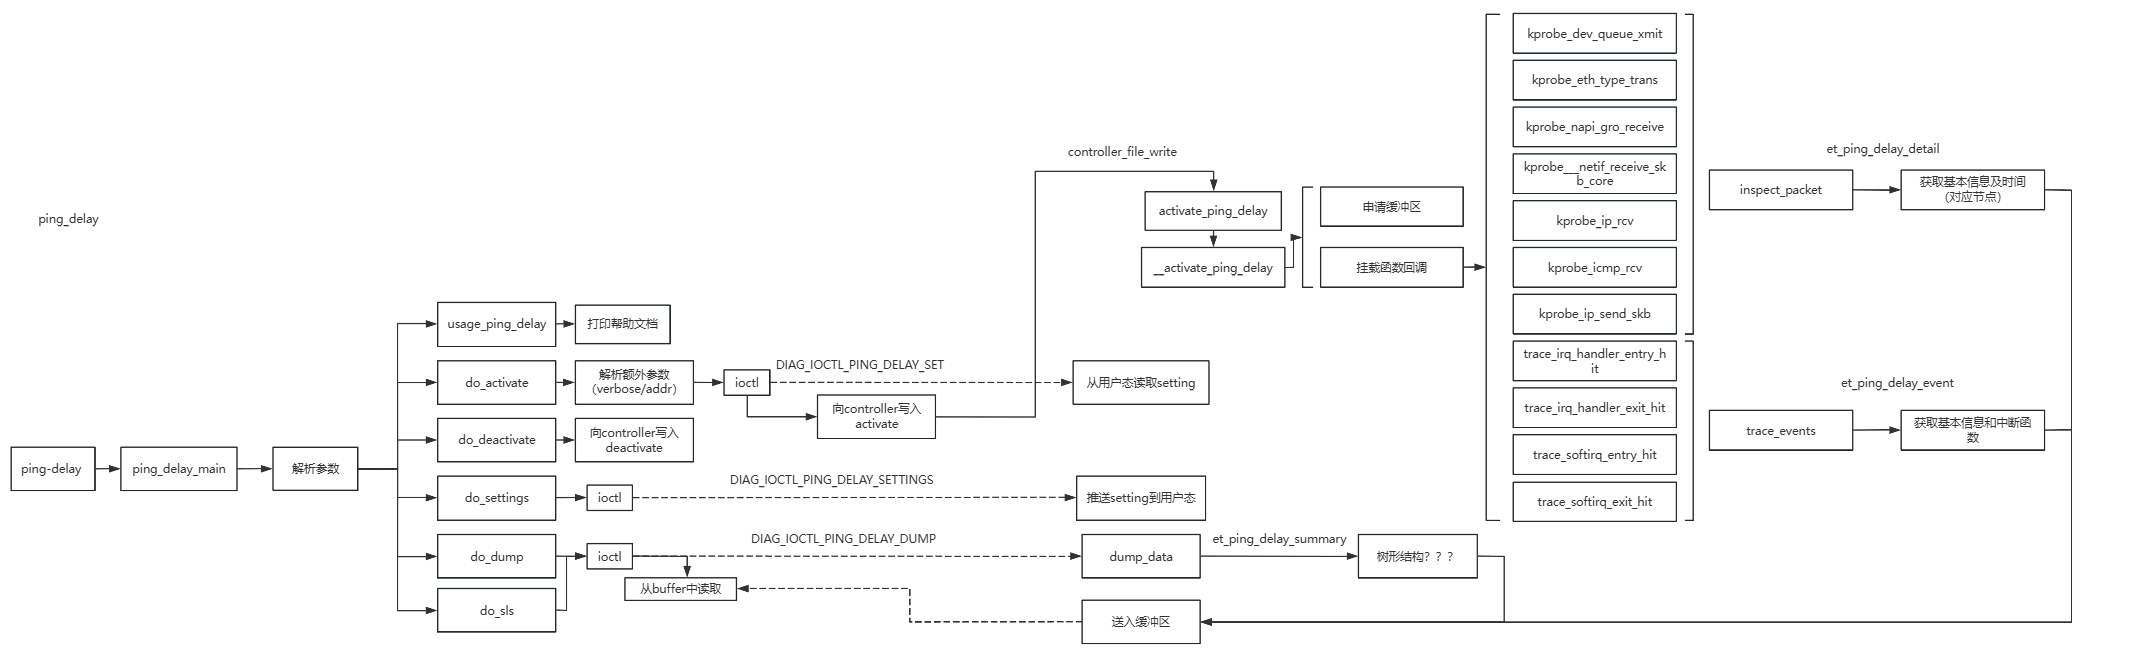 ping_delay
ping-delay
ping_delay_main
解析参数
usage_ping_delay
打印帮助文档
do_activate
解析额外参数
（verbose/addr）
ioctl
DIAG_IOCTL_PING_DELAY_SET
从用户态读取setting
向controller写入
activate
do_deactivate
向controller写入
deactivate
do_settings
ioctl
DIAG_IOCTL_PING_DELAY_SETTINGS
推送setting到用户态
do_dump
ioctl
DIAG_IOCTL_PING_DELAY_DUMP
dump_data
et_ping_delay_summary
树形结构？？？
从buffer中读取
do_sls
送入缓冲区
controller_file_write
activate_ping_delay
__activate_ping_delay
申请缓冲区
挂载函数回调
kprobe_dev_queue_xmit
kprobe_eth_type_trans
kprobe_napi_gro_receive
kprobe___netif_receive_sk
b_core
kprobe_ip_rcv
kprobe_icmp_rcv
kprobe_ip_send_skb
trace_irq_handler_entry_h
it
trace_irq_handler_exit_hit
trace_softirq_entry_hit
trace_softirq_exit_hit
et_ping_delay_detail
inspect_packet
获取基本信息及时间
（对应节点）
et_ping_delay_event
trace_events
获取基本信息和中断函
数